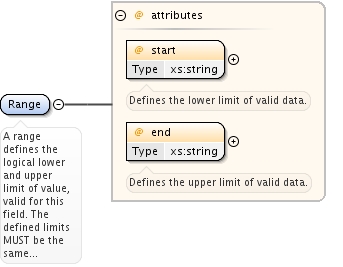 attributes
@ start
Type xs:string
Defines the lower limit of valid data.
@ end
Type xs:string
Defines the upper limit of valid data.
Range
A range
defines the
logical lower
and upper
limit of value,
valid for this
field. The
defined limits
MUST be the
same...